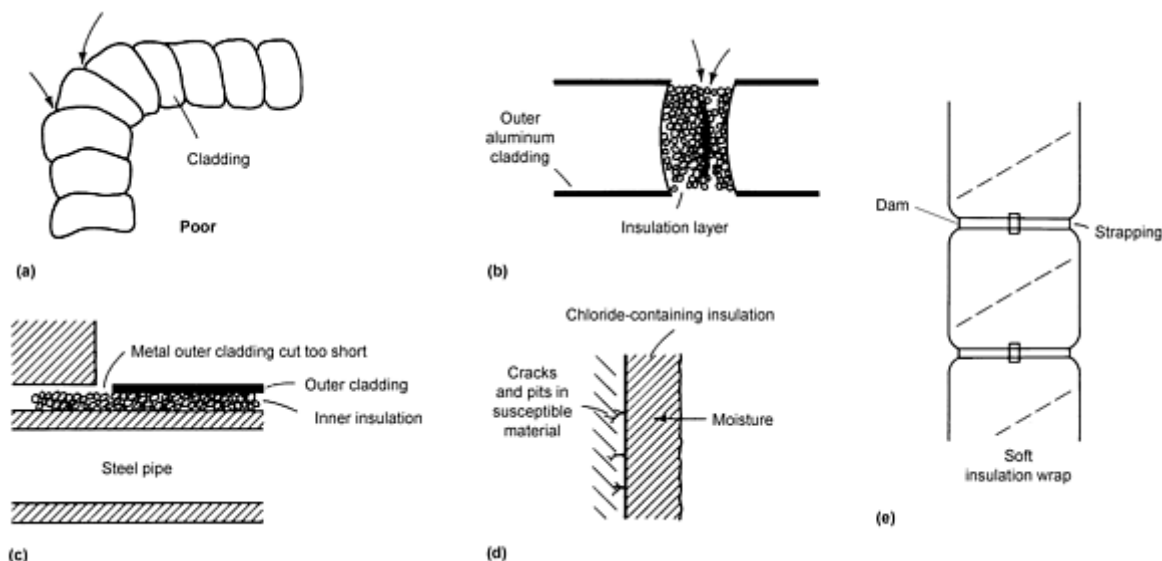 Cladding
Poor
(a)
Outer
aluminum
cladding
Insulation layer
(b)
Metal outer cladding cut too short
Outer cladding
Inner insulation
Steel pipe
(c)
Chloride-containing insulation
Cracks
and pits in
susceptible
material
Moisture
(d)
Dam
Strapping
Soft
insulation wrap
(e)